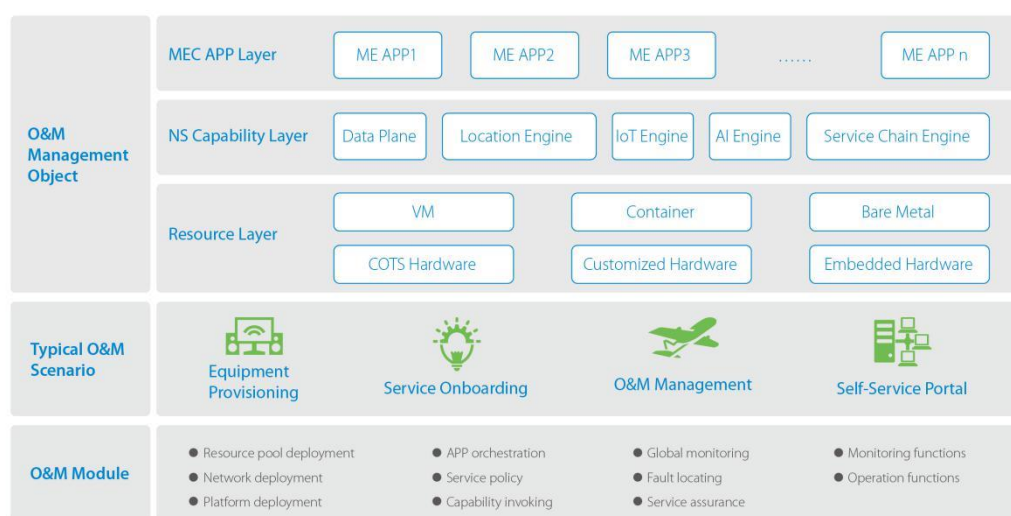 O&M
Management
Object
MEC APP Layer
ME APP1
ME APP2
ME APP3
......
ME APP n
NS Capability Layer
Data Plane
Location Engine
IoT Engine
AI Engine
Service Chain Engine
Resource Layer
VM
Container
Bare Metal
COTS Hardware
Customized Hardware
Embedded Hardware
Typical O&M
Scenario
Equipment
Provisioning
Service Onboarding
O&M Management
Self-Service Portal
O&M Module
● Resource pool deployment
● Network deployment
● Platform deployment
● APP orchestration
● Service policy
● Capability invoking
● Global monitoring
● Fault locating
● Service assurance
● Monitoring functions
● Operation functions